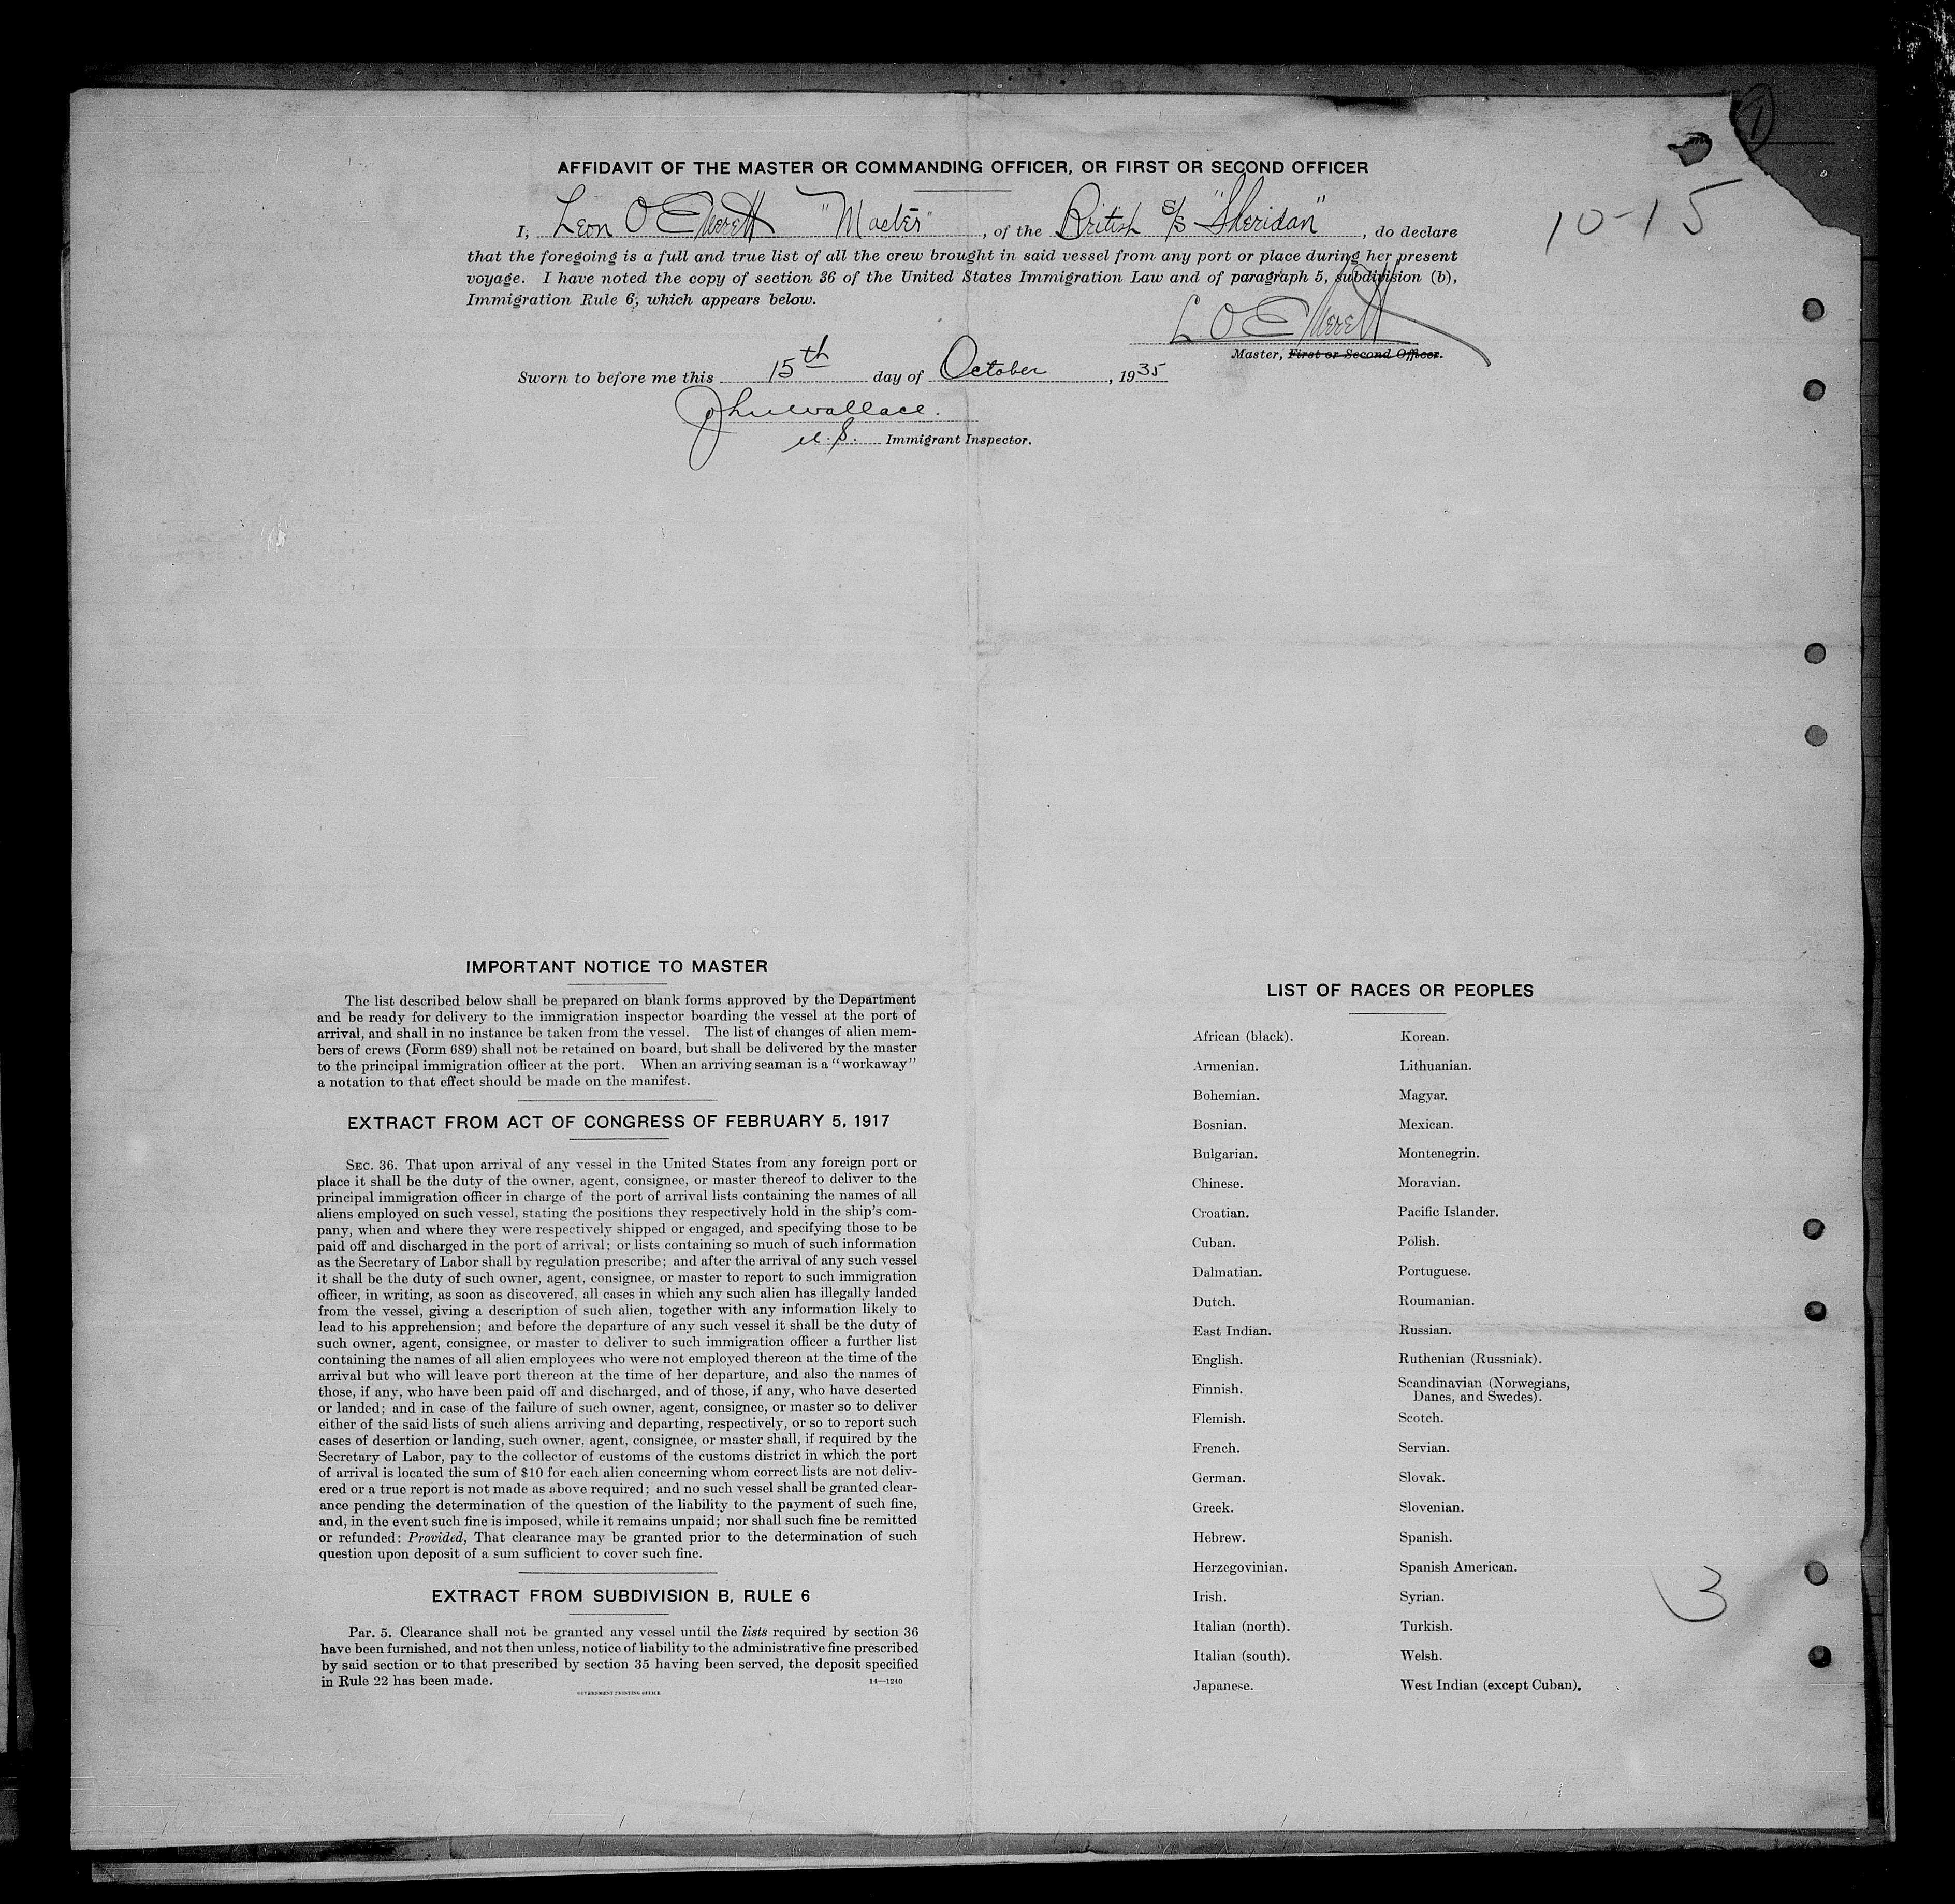 1
AFFIDAVIT OF THE MASTER OR COMMANDING OFFICER, OR FIRST OR SECOND OFFICER
10-15
I, Leon O Everett "Master", of the British S/S "Sheridan", do declare
that the foregoing is a full and true list of all the crew brought in said vessel from any port or place during her present
voyage. I have noted the copy of section 36 of the United States Immigration Law and of paragraph 5, subdivision (b),
Immigration Rule 6, which appears below.
L O Everett
Master, First or Second Officer.
Sworn to before me this 15th day of October, 1935
John Wallace.
U.S. Immigrant Inspector.
IMPORTANT NOTICE TO MASTER
The list described below shall be prepared on blank forms approved by the Department
and be ready for delivery to the immigration inspector boarding the vessel at the port of
arrival, and shall in no instance be taken from the vessel. The list of changes of alien mem-
bers of crews (Form 689) shall not be retained on board, but shall be delivered by the master
to the principal immigration officer at the port. When an arriving seaman is a "workaway"
a notation to that effect should be made on the manifest.
EXTRACT FROM ACT OF CONGRESS OF FEBRUARY 5, 1917
SEC. 36. That upon arrival of any vessel in the United States from any foreign port or
place it shall be the duty of the owner, agent, consignee, or master thereof to deliver to the
principal immigration officer in charge of the port of arrival lists containing the names of all
aliens employed on such vessel, stating the positions they respectively hold in the ship's com-
pany, when and where they were respectively shipped or engaged, and specifying those to be
paid off and discharged in the port of arrival; or lists containing so much of such information
as the Secretary of Labor shall by regulation prescribe; and after the arrival of any such vessel
it shall be the duty of such owner, agent, consignee, or master to report to such immigration
officer, in writing, as soon as discovered, all cases in which any such alien has illegally landed
from the vessel, giving a description of such alien, together with any information likely to
lead to his apprehension; and before the departure of any such vessel it shall be the duty of
such owner, agent, consignee, or master to deliver to such immigration officer a further list
containing the names of all alien employees who were not employed thereon at the time of the
arrival but who will leave port thereon at the time of her departure, and also the names of
those, if any, who have been paid off and discharged, and of those, if any, who have deserted
or landed; and in case of the failure of such owner, agent, consignee, or master so to deliver
either of the said lists of such aliens arriving and departing, respectively, or so to report such
cases of desertion or landing, such owner, agent, consignee, or master shall, if required by the
Secretary of Labor, pay to the collector of customs of the customs district in which the port
of arrival is located the sum of $10 for each alien concerning whom correct lists are not deliv-
ered or a true report is not made as above required; and no such vessel shall be granted clear-
ance pending the determination of the question of the liability to the payment of such fine,
and, in the event such fine is imposed, while it remains unpaid; nor shall such fine be remitted
or refunded: Provided, That clearance may be granted prior to the determination of such
question upon deposit of a sum sufficient to cover such fine.
EXTRACT FROM SUBDIVISION B, RULE 6
Par. 5. Clearance shall not be granted any vessel until the lists required by section 36
have been furnished, and not then unless, notice of liability to the administrative fine prescribed
by said section or to that prescribed by section 35 having been served, the deposit specified
in Rule 22 has been made. 14—1240
GOVERNMENT PRINTING OFFICE
LIST OF RACES OR PEOPLES
African (black). Korean.
Armenian. Lithuanian.
Bohemian. Magyar.
Bosnian. Mexican.
Bulgarian. Montenegrin.
Chinese. Moravian.
Croatian. Pacific Islander.
Cuban. Polish.
Dalmatian. Portuguese.
Dutch. Roumanian.
East Indian. Russian.
English. Ruthenian (Russniak).
Finnish. Scandinavian (Norwegians,
Danes, and Swedes).
Flemish. Scotch.
French. Servian.
German. Slovak.
Greek. Slovenian.
Hebrew. Spanish.
Herzegovinian. Spanish American.
Irish. Syrian.
Italian (north). Turkish.
Italian (south). Welsh.
Japanese. West Indian (except Cuban).
3